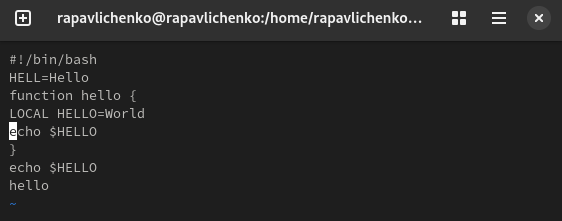 rapavlichenko@rapavlichenko:/home/rapavlichenko...
#!/bin/bash
HELL=Hello
function hello {
LOCAL HELLO=World
echo $HELLO
}
echo $HELLO
hello
~